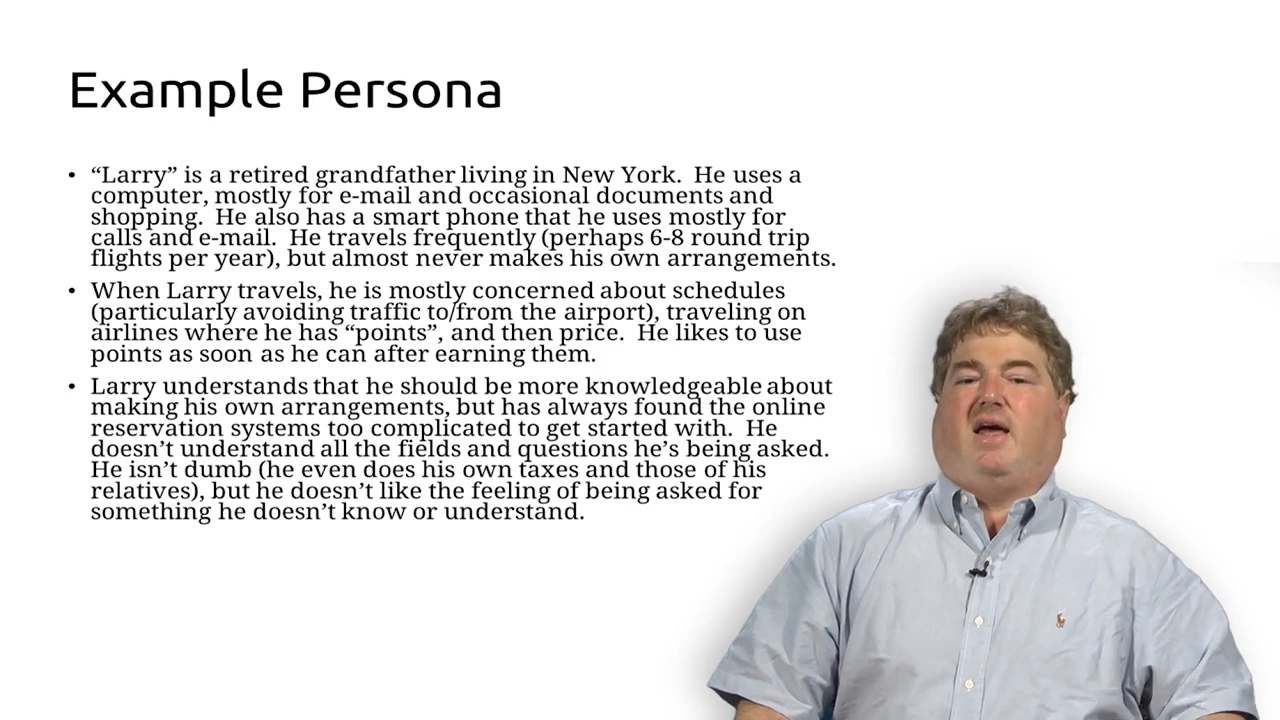 Example Persona
• “Larry” is a retired grandfather living in New York.  He uses a
computer, mostly for e-mail and occasional documents and
shopping.  He also has a smart phone that he uses mostly for
calls and e-mail.  He travels frequently (perhaps 6-8 round trip
flights per year), but almost never makes his own arrangements.
• When Larry travels, he is mostly concerned about schedules
(particularly avoiding traffic to/from the airport), traveling on
airlines where he has “points”, and then price.  He likes to use
points as soon as he can after earning them.
• Larry understands that he should be more knowledgeable about
making his own arrangements, but has always found the online
reservation systems too complicated to get started with.  He
doesn’t understand all the fields and questions he’s being asked.
He isn’t dumb (he even does his own taxes and those of his
relatives), but he doesn’t like the feeling of being asked for
something he doesn’t know or understand.